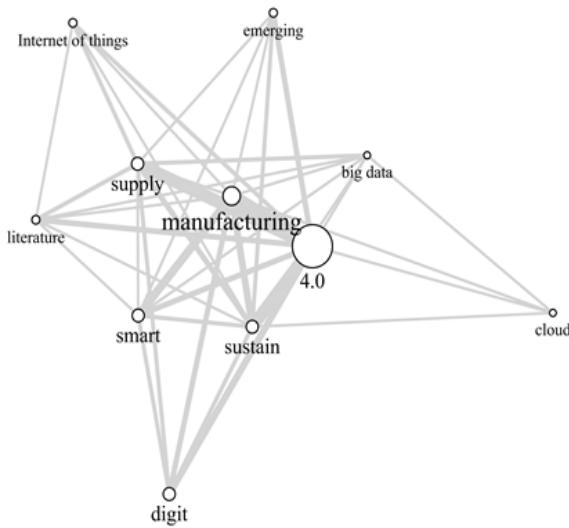 emerging
Internet of things
big data
supply
manufacturing
literature
4.0
cloud
smart
sustain
digit